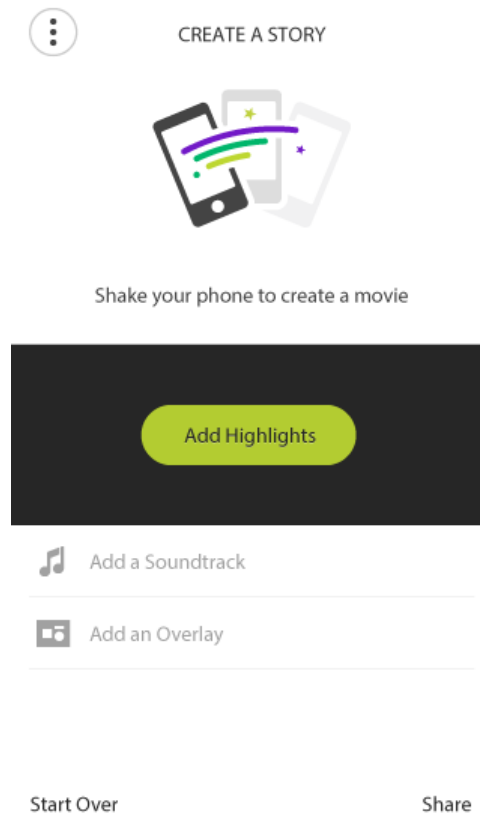 CREATE A STORY
Shake your phone to create a movie
Add Highlights
Add a Soundtrack
Add an Overlay
Start Over
Share